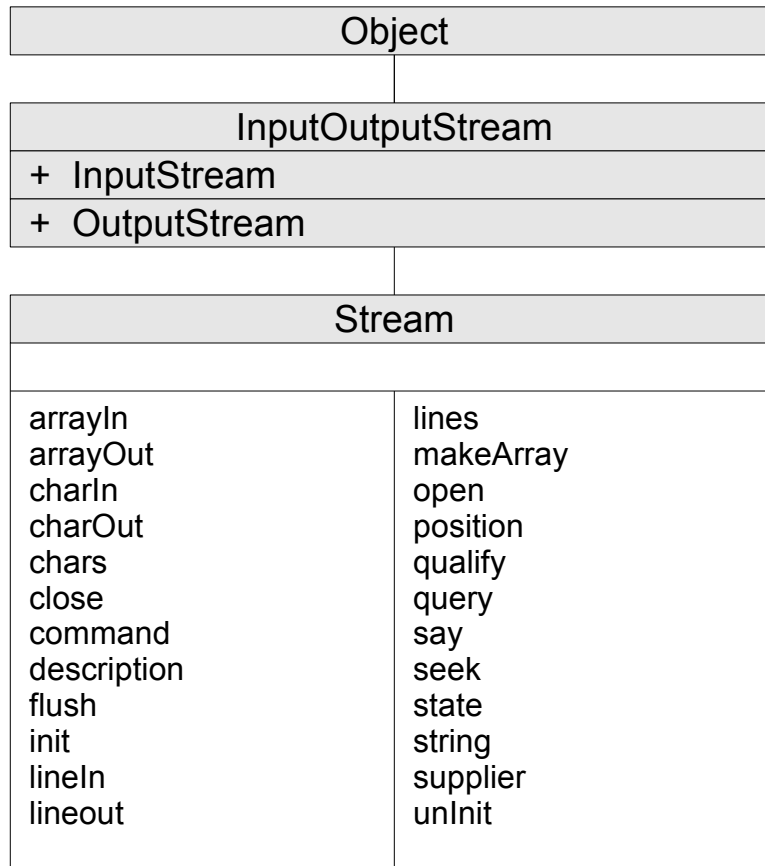 Object
InputOutputStream
+ InputStream
+ OutputStream
Stream
arrayIn
arrayOut
charIn
charOut
chars
close
command
description
flush
init
lineIn
lineout
lines
makeArray
open
position
qualify
query
say
seek
state
string
supplier
unInit